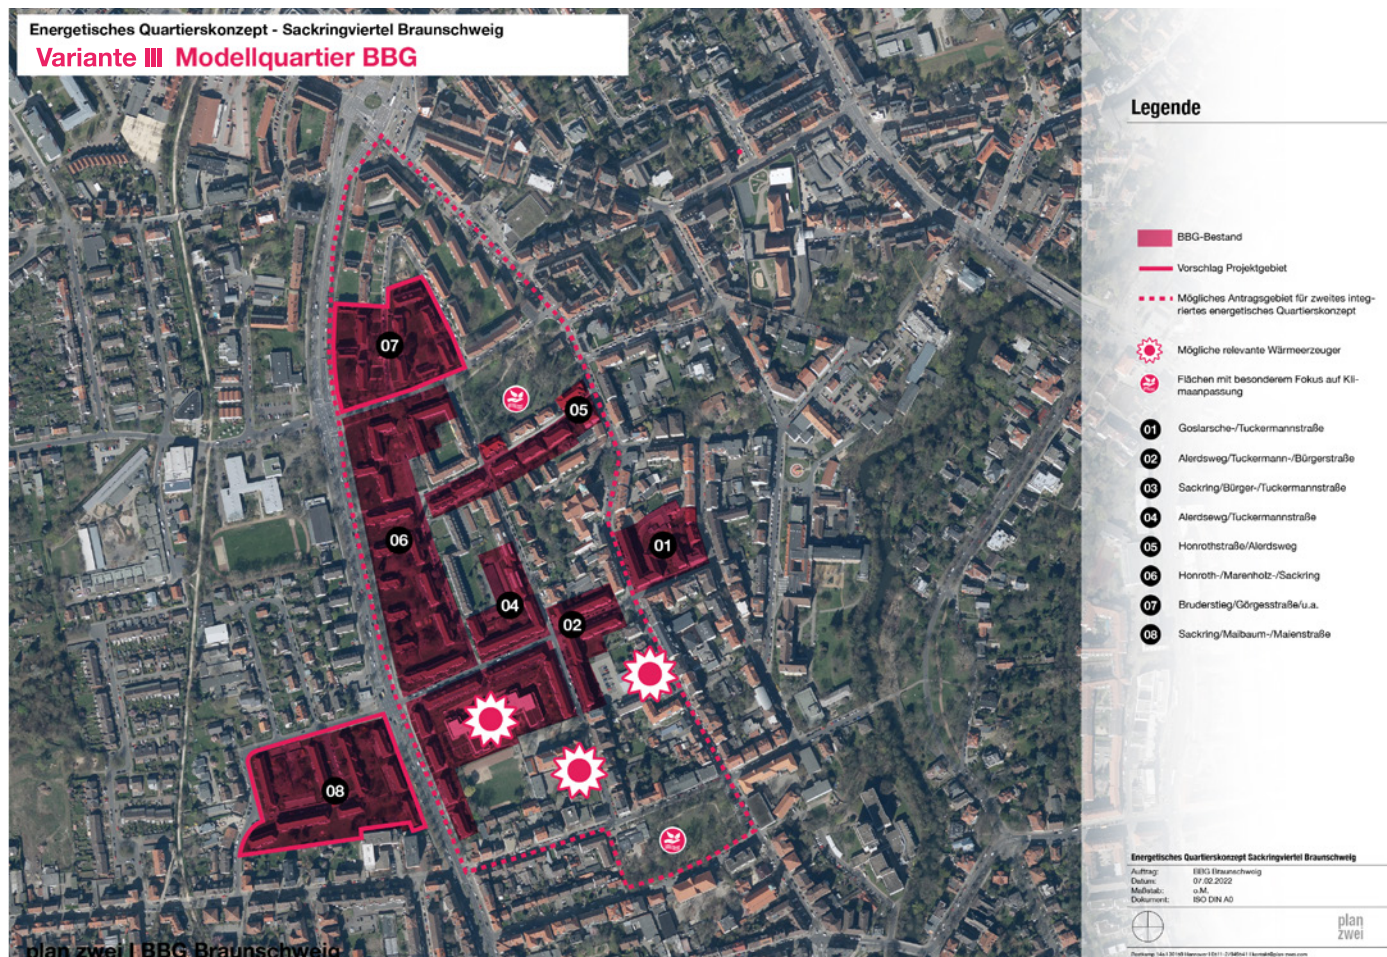 Energetisches Quartierskonzept - Sackringviertel Braunschweig
Variante III Modellquartier BBG
07
05
06
01
04
02
08
plan zwei I BBG Braunschweig
Legende
BBG-Bestand
Vorschlag Projektgebiet
Mögliches Antragsgebiet für zweites integ-
riertes energetisches Quartierskonzept
Mögliche relevante Wärmeerzeuger
Flächen mit besonderem Fokus auf Kli-
maanpassung
01 Goslarsche-/Tuckermannstraße
02 Alerdsweg/Tuckermann-/Bürgerstraße
03 Sackring/Bürger-/Tuckermannstraße
04 Alerdsewg/Tuckermannstraße
05 Honrothstraße/Alerdsweg
06 Honroth-/Marenholz-/Sackring
07 Bruderstieg/Görgesstraße/u.a.
08 Sackring/Maibaum-/Maienstraße
Energetisches Quartierskonzept Sackringviertel Braunschweig
Auftrag: BBG Braunschweig
Datum: 07.02.2022
Maßstab: o.M.
Dokument: ISO DIN A0
plan
zwei